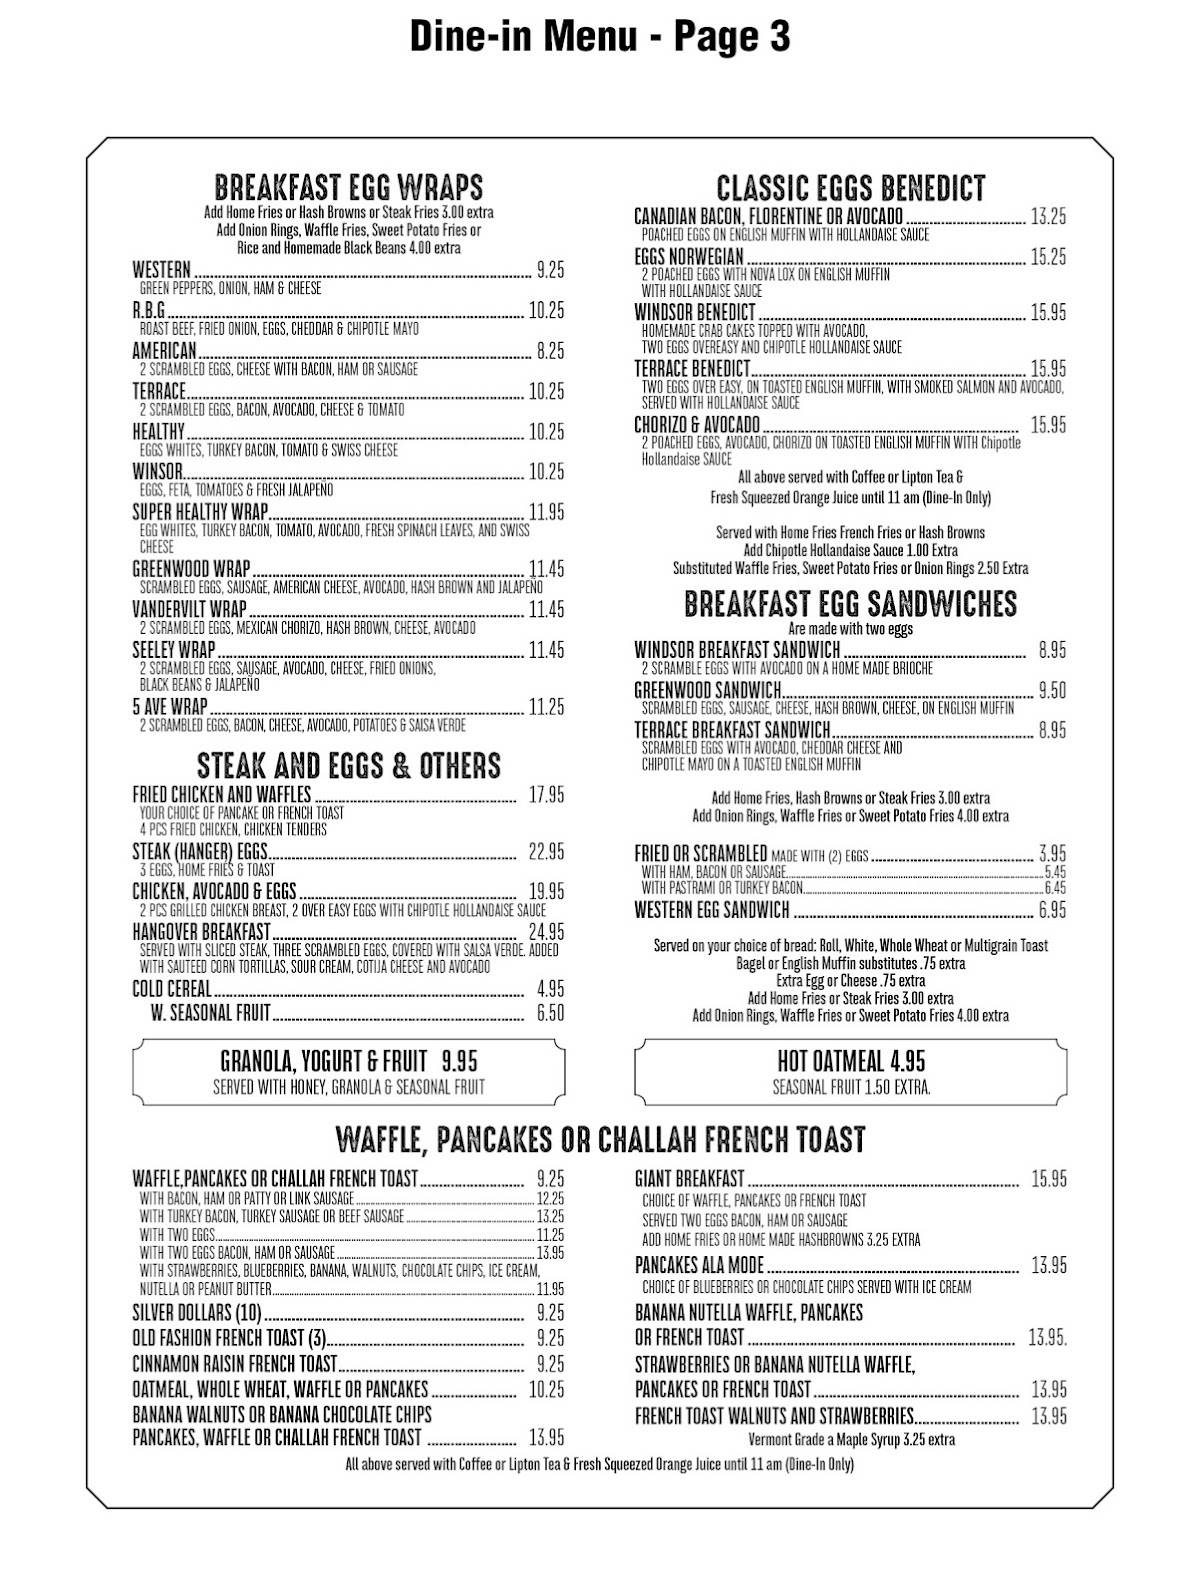 Dine-in Menu - Page 3
BREAKFAST EGG WRAPS
Add Home Fries or Hash Browns or Steak Fries 3.00 extra
Add Onion Rings, Waffle Fries, Sweet Potato Fries or
Rice and Homemade Black Beans 4.00 extra
WESTERN 9.25
GREEN PEPPERS, ONION, HAM & CHEESE
R.B.G 10.25
ROAST BEEF, FRIED ONION, EGGS, CHEDDAR & CHIPOTLE MAYO
AMERICAN 8.25
2 SCRAMBLED EGGS, CHEESE WITH BACON, HAM OR SAUSAGE
TERRACE 10.25
2 SCRAMBLED EGGS, BACON, AVOCADO, CHEESE & TOMATO
HEALTHY 10.25
EGGS WHITES, TURKEY BACON, TOMATO & SWISS CHEESE
WINSOR 10.25
EGGS, FETA, TOMATOES & FRESH JALAPEÑO
SUPER HEALTHY WRAP 11.95
EGG WHITES, TURKEY BACON, TOMATO, AVOCADO, FRESH SPINACH LEAVES, AND SWISS
CHEESE
GREENWOOD WRAP 11.45
SCRAMBLED EGGS, SAUSAGE, AMERICAN CHEESE, AVOCADO, HASH BROWN AND JALAPEÑO
VANDERVILT WRAP 11.45
2 SCRAMBLED EGGS, MEXICAN CHORIZO, HASH BROWN, CHEESE, AVOCADO
SEELEY WRAP 11.45
2 SCRAMBLED EGGS, SAUSAGE, AVOCADO, CHEESE, FRIED ONIONS,
BLACK BEANS & JALAPEÑO
5 AVE WRAP 11.25
2 SCRAMBLED EGGS, BACON, CHEESE, AVOCADO, POTATOES & SALSA VERDE
STEAK AND EGGS & OTHERS
FRIED CHICKEN AND WAFFLES 17.95
YOUR CHOICE OF PANCAKE OR FRENCH TOAST
4 PCS FRIED CHICKEN, CHICKEN TENDERS
STEAK (HANGER) EGGS 22.95
3 EGGS, HOME FRIES & TOAST
CHICKEN, AVOCADO & EGGS 19.95
2 PCS GRILLED CHICKEN BREAST, 2 OVER EASY EGGS WITH CHIPOTLE HOLLANDAISE SAUCE
HANGOVER BREAKFAST 24.95
SERVED WITH SLICED STEAK, THREE SCRAMBLED EGGS, COVERED WITH SALSA VERDE. ADDED
WITH SAUTEED CORN TORTILLAS, SOUR CREAM, COTIJA CHEESE AND AVOCADO
COLD CEREAL 4.95
W. SEASONAL FRUIT 6.50
GRANOLA, YOGURT & FRUIT 9.95
SERVED WITH HONEY, GRANOLA & SEASONAL FRUIT
CLASSIC EGGS BENEDICT
CANADIAN BACON, FLORENTINE OR AVOCADO 13.25
POACHED EGGS ON ENGLISH MUFFIN WITH HOLLANDAISE SAUCE
EGGS NORWEGIAN 15.25
2 POACHED EGGS WITH NOVA LOX ON ENGLISH MUFFIN
WITH HOLLANDAISE SAUCE
WINDSOR BENEDICT 15.95
HOMEMADE CRAB CAKES TOPPED WITH AVOCADO,
TWO EGGS OVEREASY AND CHIPOTLE HOLLANDAISE SAUCE
TERRACE BENEDICT 15.95
TWO EGGS OVER EASY, ON TOASTED ENGLISH MUFFIN, WITH SMOKED SALMON AND AVOCADO,
SERVED WITH HOLLANDAISE SAUCE
CHORIZO & AVOCADO 15.95
2 POACHED EGGS, AVOCADO, CHORIZO ON TOASTED ENGLISH MUFFIN WITH Chipotle
Hollandaise SAUCE
All above served with Coffee or Lipton Tea &
Fresh Squeezed Orange Juice until 11 am (Dine-In Only)
Served with Home Fries French Fries or Hash Browns
Add Chipotle Hollandaise Sauce 1.00 Extra
Substituted Waffle Fries, Sweet Potato Fries or Onion Rings 2.50 Extra
BREAKFAST EGG SANDWICHES
Are made with two eggs
WINDSOR BREAKFAST SANDWICH 8.95
2 SCRAMBLE EGGS WITH AVOCADO ON A HOME MADE BRIOCHE
GREENWOOD SANDWICH 9.50
SCRAMBLED EGGS, SAUSAGE, CHEESE, HASH BROWN, CHEESE, ON ENGLISH MUFFIN
TERRACE BREAKFAST SANDWICH 8.95
SCRAMBLED EGGS WITH AVOCADO, CHEDDAR CHEESE AND
CHIPOTLE MAYO ON A TOASTED ENGLISH MUFFIN
Add Home Fries, Hash Browns or Steak Fries 3.00 extra
Add Onion Rings, Waffle Fries or Sweet Potato Fries 4.00 extra
FRIED OR SCRAMBLED MADE WITH (2) EGGS 3.95
WITH HAM, BACON OR SAUSAGE 5.45
WITH PASTRAMI OR TURKEY BACON 6.45
WESTERN EGG SANDWICH 6.95
Served on your choice of bread: Roll, White, Whole Wheat or Multigrain Toast
Bagel or English Muffin substitutes .75 extra
Extra Egg or Cheese .75 extra
Add Home Fries or Steak Fries 3.00 extra
Add Onion Rings, Waffle Fries or Sweet Potato Fries 4.00 extra
HOT OATMEAL 4.95
SEASONAL FRUIT 1.50 EXTRA.
WAFFLE, PANCAKES OR CHALLAH FRENCH TOAST
WAFFLE,PANCAKES OR CHALLAH FRENCH TOAST 9.25
WITH BACON, HAM OR PATTY OR LINK SAUSAGE 12.25
WITH TURKEY BACON, TURKEY SAUSAGE OR BEEF SAUSAGE 13.25
WITH TWO EGGS 11.25
WITH TWO EGGS BACON, HAM OR SAUSAGE 13.95
WITH STRAWBERRIES, BLUEBERRIES, BANANA, WALNUTS, CHOCOLATE CHIPS, ICE CREAM,
NUTELLA OR PEANUT BUTTER 11.95
SILVER DOLLARS (10) 9.25
OLD FASHION FRENCH TOAST (3) 9.25
CINNAMON RAISIN FRENCH TOAST 9.25
OATMEAL, WHOLE WHEAT, WAFFLE OR PANCAKES 10.25
BANANA WALNUTS OR BANANA CHOCOLATE CHIPS
PANCAKES, WAFFLE OR CHALLAH FRENCH TOAST 13.95
GIANT BREAKFAST 15.95
CHOICE OF WAFFLE, PANCAKES OR FRENCH TOAST
SERVED TWO EGGS BACON, HAM OR SAUSAGE
ADD HOME FRIES OR HOME MADE HASHBROWNS 3.25 EXTRA
PANCAKES ALA MODE 13.95
CHOICE OF BLUEBERRIES OR CHOCOLATE CHIPS SERVED WITH ICE CREAM
BANANA NUTELLA WAFFLE, PANCAKES
OR FRENCH TOAST 13.95.
STRAWBERRIES OR BANANA NUTELLA WAFFLE,
PANCAKES OR FRENCH TOAST 13.95
FRENCH TOAST WALNUTS AND STRAWBERRIES 13.95
Vermont Grade a Maple Syrup 3.25 extra
All above served with Coffee or Lipton Tea & Fresh Squeezed Orange Juice until 11 am (Dine-In Only)